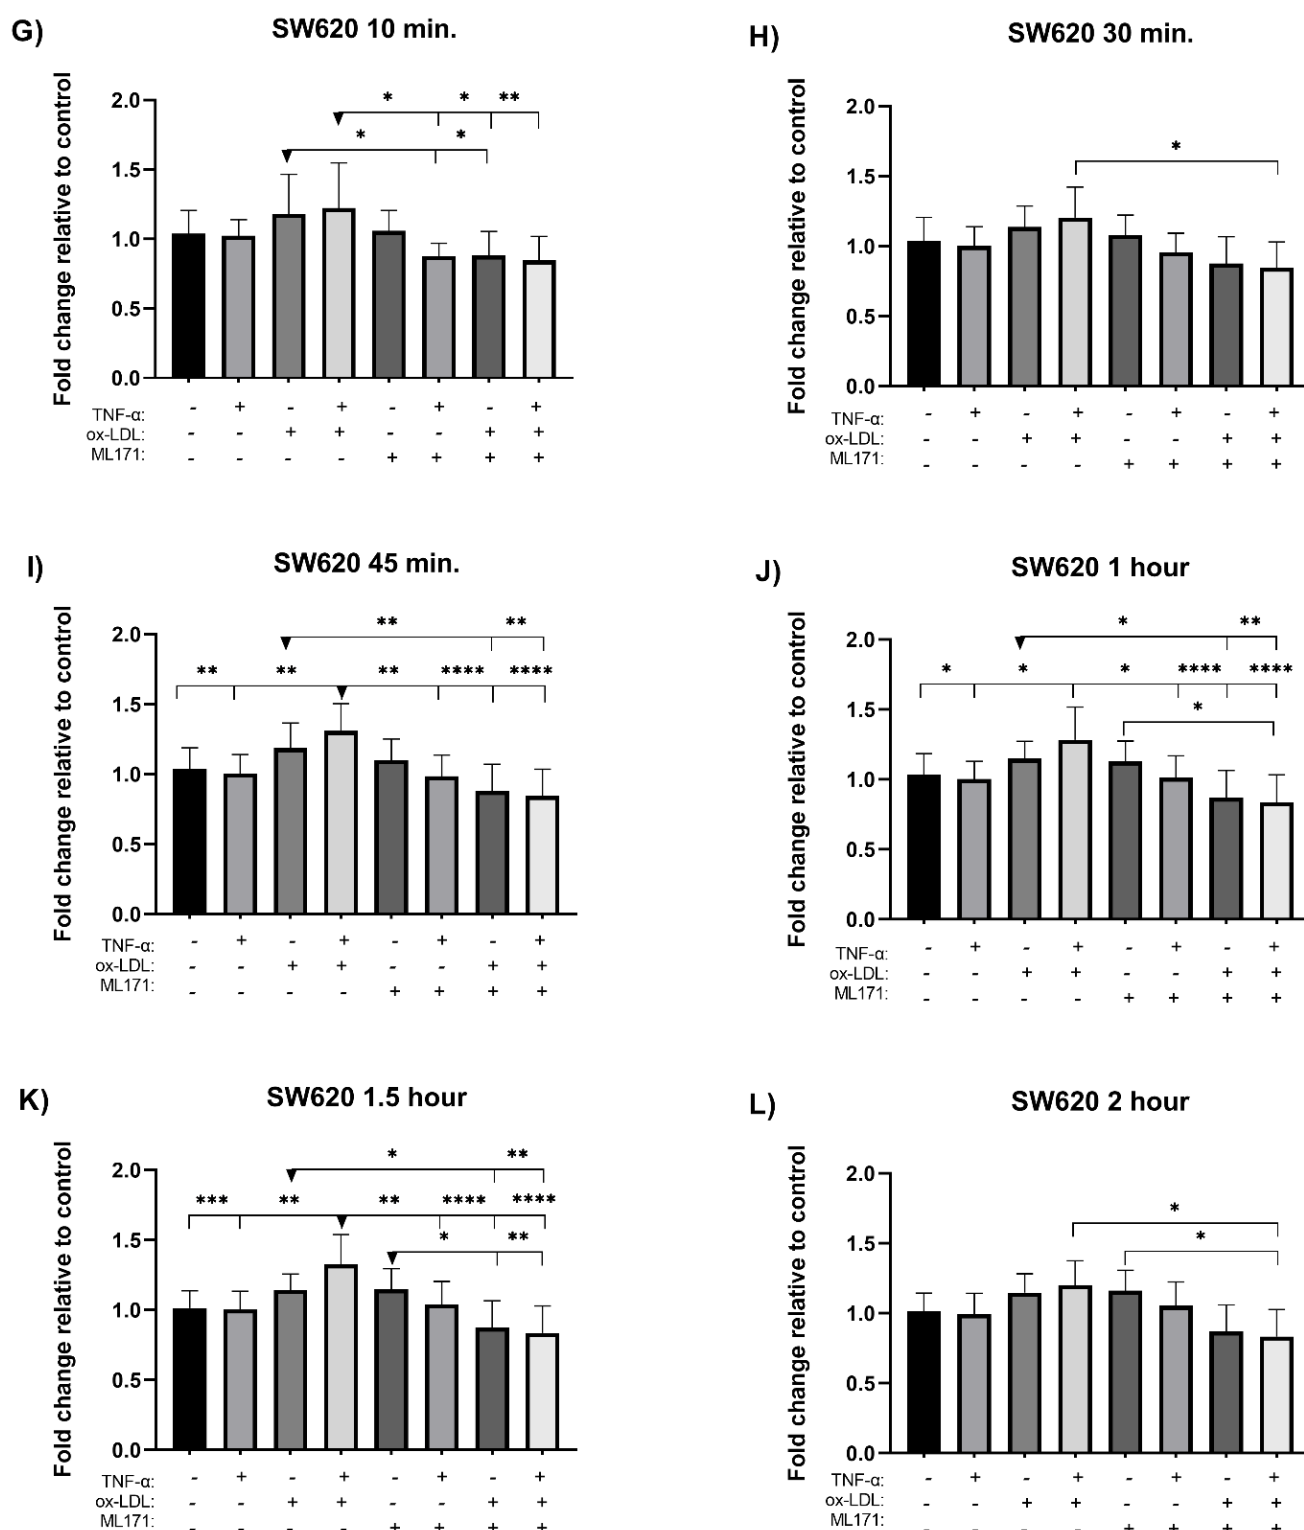 G)
SW620 10 min.
Fold change relative to control
* * **
* *
2.0
1.5
1.0
0.5
0.0
TNF-α: - + - + - + - +
ox-LDL: - - + + - - + +
ML171: - - - - + + + +
H)
SW620 30 min.
Fold change relative to control
*
2.0
1.5
1.0
0.5
0.0
TNF-α: - + - + - + - +
ox-LDL: - - + + - - + +
ML171: - - - - + + + +
I)
SW620 45 min.
Fold change relative to control
** **
** ** ** **** ****
2.0
1.5
1.0
0.5
0.0
TNF-α: - + - + - + - +
ox-LDL: - - + + - - + +
ML171: - - - - + + + +
J)
SW620 1 hour
Fold change relative to control
* **
* * * **** ****
*
2.0
1.5
1.0
0.5
0.0
TNF-α: - + - + - + - +
ox-LDL: - - + + - - + +
ML171: - - - - + + + +
K)
SW620 1.5 hour
Fold change relative to control
* **
*** ** ** **** ****
* **
2.0
1.5
1.0
0.5
0.0
TNF-α: - + - + - + - +
ox-LDL: - - + + - - + +
ML171: - - - - + + + +
L)
SW620 2 hour
Fold change relative to control
*
*
2.0
1.5
1.0
0.5
0.0
TNF-α: - + - + - + - +
ox-LDL: - - + + - - + +
ML171: - - - - + + + +